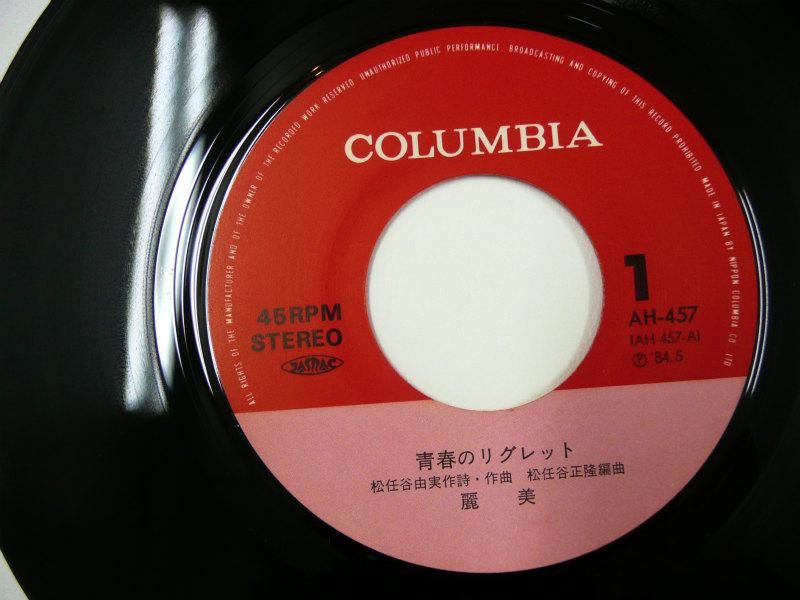 ALL RIGHTS OF THE MANUFACTURER AND OF THE OWNER OF THE RECORDED WORK RESERVED. UNAUTHORIZED PUBLIC PERFORMANCE. BROADCASTING AND COPYING OF THIS RECORD PROHIBITED. MADE IN JAPAN BY NIPPON COLUMBIA CO., LTD
COLUMBIA
45RPM
STEREO
JASRAC
1
AH-457
(AH-457-A)
Ⓟ '84.5
青春のリグレット
松任谷由実作詩・作曲 松任谷正隆編曲
麗 美